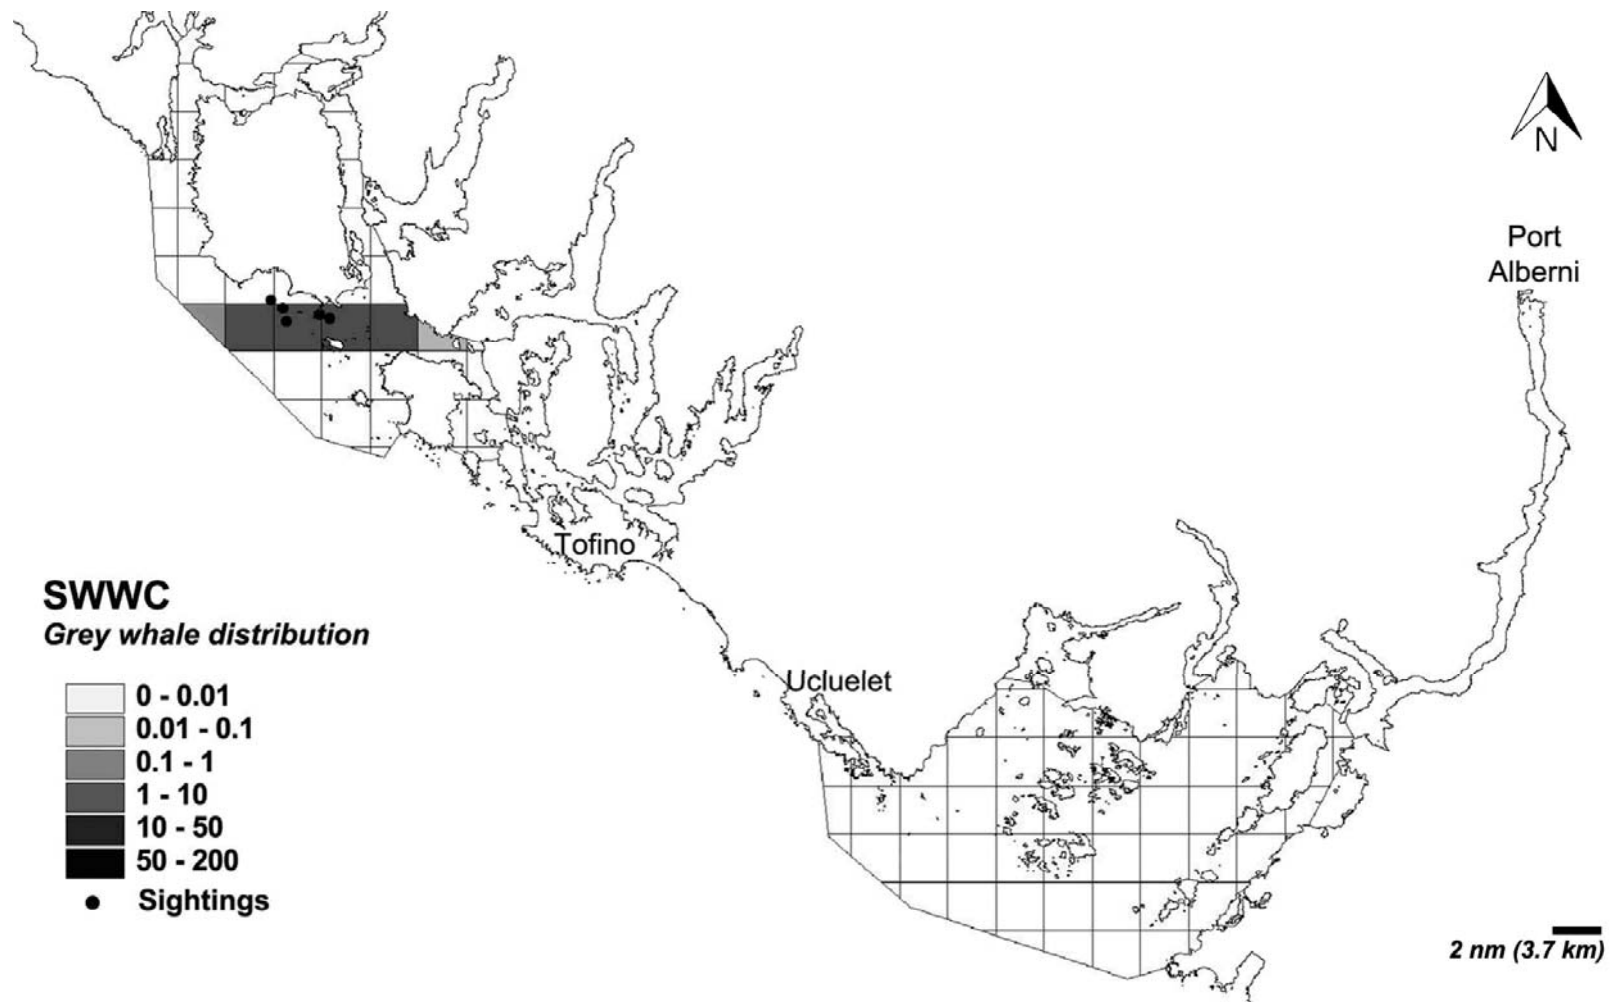 N
Port
Alberni
Tofino
SWWC
Grey whale distribution
Ucluelet
0 - 0.01
0.01 - 0.1
0.1 - 1
1 - 10
10 - 50
50 - 200
Sightings
2 nm (3.7 km)